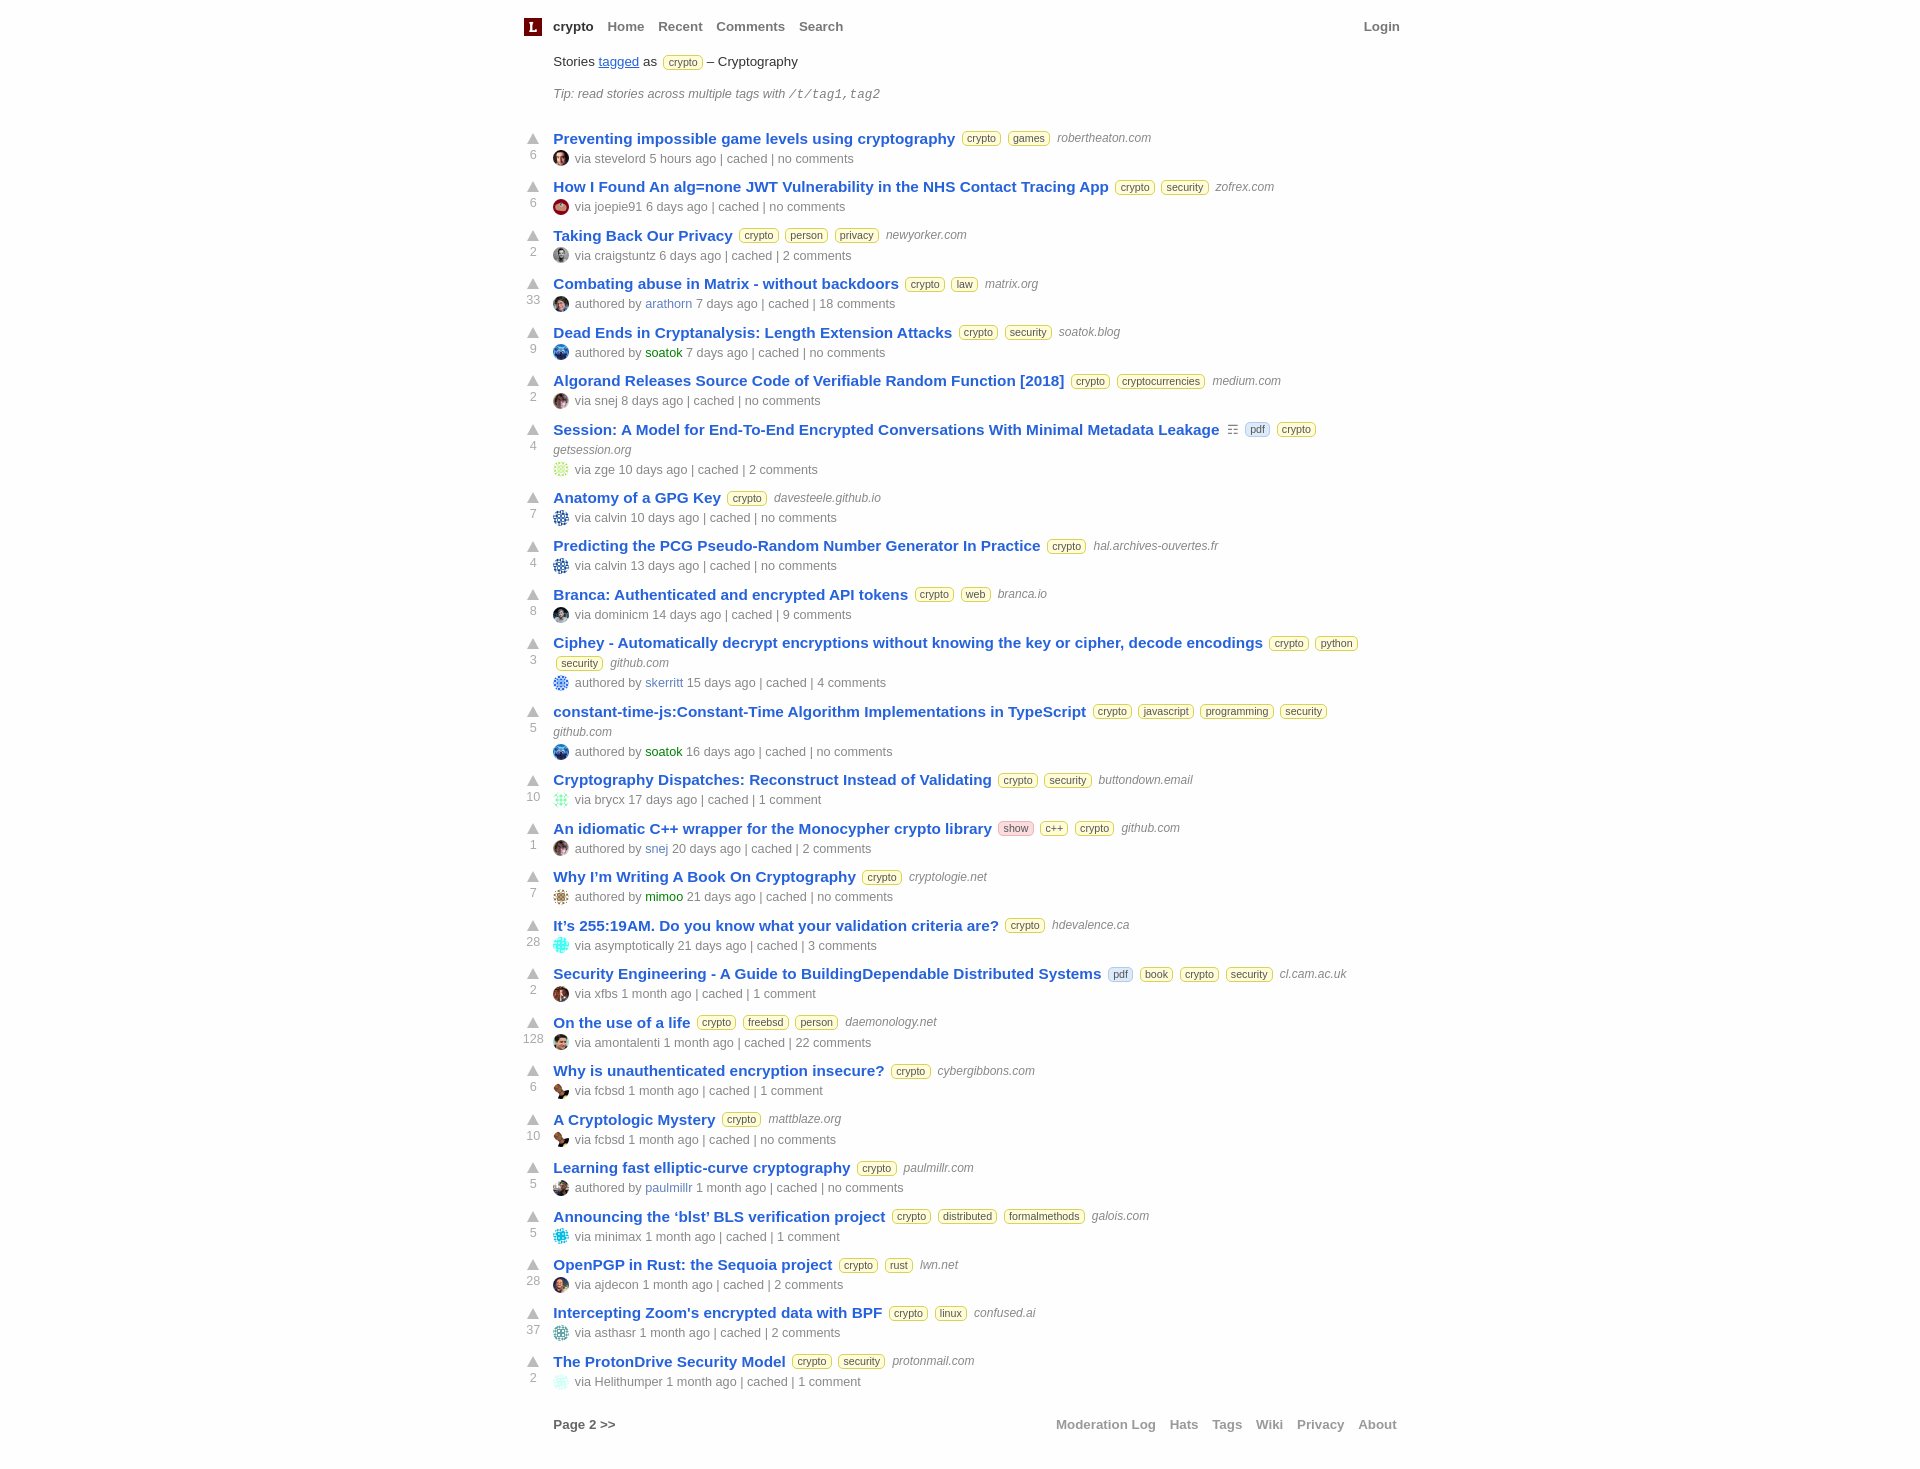 L crypto Home Recent Comments Search Login
Stories tagged as crypto – Cryptography
Tip: read stories across multiple tags with /t/tag1,tag2
Preventing impossible game levels using cryptography crypto games robertheaton.com
6 via stevelord 5 hours ago | cached | no comments
How I Found An alg=none JWT Vulnerability in the NHS Contact Tracing App crypto security zofrex.com
6 via joepie91 6 days ago | cached | no comments
Taking Back Our Privacy crypto person privacy newyorker.com
2 via craigstuntz 6 days ago | cached | 2 comments
Combating abuse in Matrix - without backdoors crypto law matrix.org
33 authored by arathorn 7 days ago | cached | 18 comments
Dead Ends in Cryptanalysis: Length Extension Attacks crypto security soatok.blog
9 authored by soatok 7 days ago | cached | no comments
Algorand Releases Source Code of Verifiable Random Function [2018] crypto cryptocurrencies medium.com
2 via snej 8 days ago | cached | no comments
Session: A Model for End-To-End Encrypted Conversations With Minimal Metadata Leakage ☶ pdf crypto
4 getsession.org
via zge 10 days ago | cached | 2 comments
Anatomy of a GPG Key crypto davesteele.github.io
7 via calvin 10 days ago | cached | no comments
Predicting the PCG Pseudo-Random Number Generator In Practice crypto hal.archives-ouvertes.fr
4 via calvin 13 days ago | cached | no comments
Branca: Authenticated and encrypted API tokens crypto web branca.io
8 via dominicm 14 days ago | cached | 9 comments
Ciphey - Automatically decrypt encryptions without knowing the key or cipher, decode encodings crypto python
3 security github.com
authored by skerritt 15 days ago | cached | 4 comments
constant-time-js:Constant-Time Algorithm Implementations in TypeScript crypto javascript programming security
5 github.com
authored by soatok 16 days ago | cached | no comments
Cryptography Dispatches: Reconstruct Instead of Validating crypto security buttondown.email
10 via brycx 17 days ago | cached | 1 comment
An idiomatic C++ wrapper for the Monocypher crypto library show c++ crypto github.com
1 authored by snej 20 days ago | cached | 2 comments
Why I’m Writing A Book On Cryptography crypto cryptologie.net
7 authored by mimoo 21 days ago | cached | no comments
It’s 255:19AM. Do you know what your validation criteria are? crypto hdevalence.ca
28 via asymptotically 21 days ago | cached | 3 comments
Security Engineering - A Guide to BuildingDependable Distributed Systems pdf book crypto security cl.cam.ac.uk
2 via xfbs 1 month ago | cached | 1 comment
On the use of a life crypto freebsd person daemonology.net
128 via amontalenti 1 month ago | cached | 22 comments
Why is unauthenticated encryption insecure? crypto cybergibbons.com
6 via fcbsd 1 month ago | cached | 1 comment
A Cryptologic Mystery crypto mattblaze.org
10 via fcbsd 1 month ago | cached | no comments
Learning fast elliptic-curve cryptography crypto paulmillr.com
5 authored by paulmillr 1 month ago | cached | no comments
Announcing the ‘blst’ BLS verification project crypto distributed formalmethods galois.com
5 via minimax 1 month ago | cached | 1 comment
OpenPGP in Rust: the Sequoia project crypto rust lwn.net
28 via ajdecon 1 month ago | cached | 2 comments
Intercepting Zoom's encrypted data with BPF crypto linux confused.ai
37 via asthasr 1 month ago | cached | 2 comments
The ProtonDrive Security Model crypto security protonmail.com
2 via Helithumper 1 month ago | cached | 1 comment
Page 2 >> Moderation Log Hats Tags Wiki Privacy About